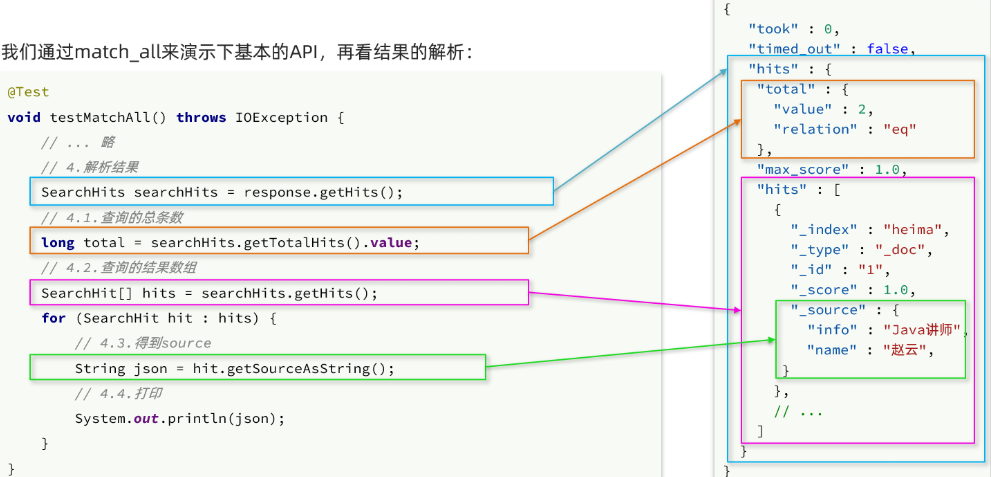 我们通过match_all来演示下基本的API，再看结果的解析：
@Test
void testMatchAll() throws IOException {
// ... 略
// 4.解析结果
SearchHits searchHits = response.getHits();
// 4.1.查询的总条数
long total = searchHits.getTotalHits().value;
// 4.2.查询的结果数组
SearchHit[] hits = searchHits.getHits();
for (SearchHit hit : hits) {
// 4.3.得到source
String json = hit.getSourceAsString();
// 4.4.打印
System.out.println(json);
}
}
{
"took" : 0,
"timed_out" : false,
"hits" : {
"total" : {
"value" : 2,
"relation" : "eq"
},
"max_score" : 1.0,
"hits" : [
{
"_index" : "heima",
"_type" : "_doc",
"_id" : "1",
"_score" : 1.0,
"_source" : {
"info" : "Java讲师",
"name" : "赵云",
}
},
// ...
]
}
}